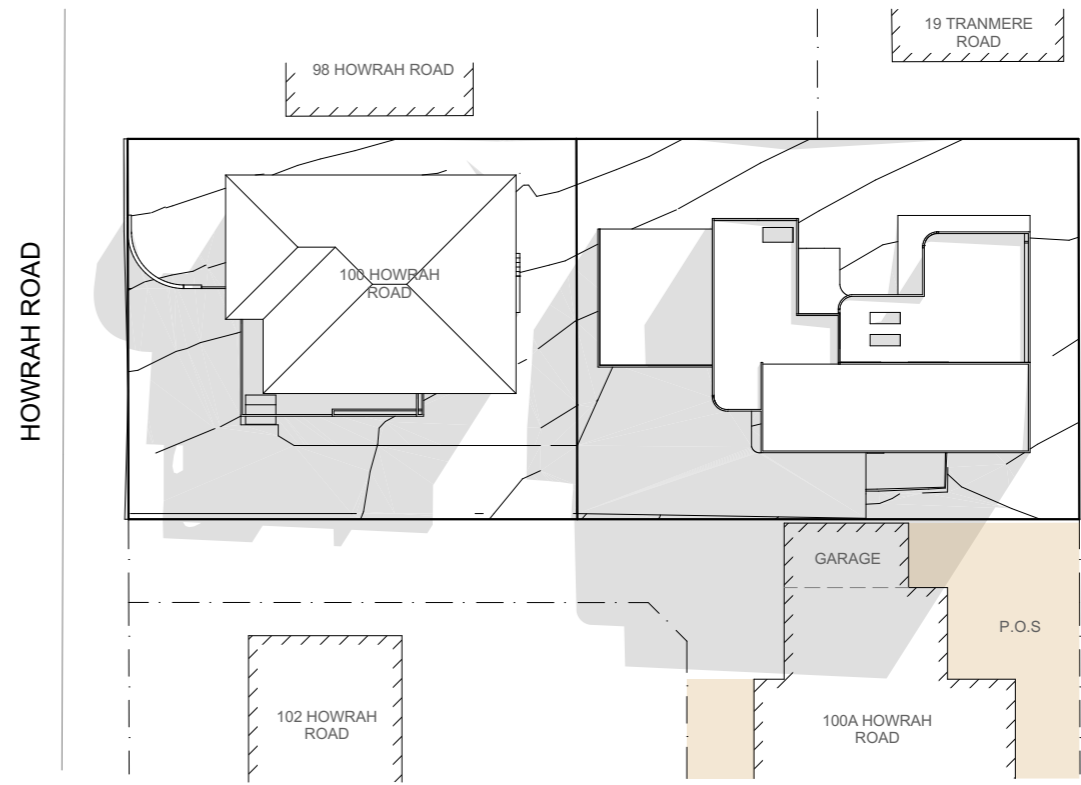 19 TRANMERE
ROAD
98 HOWRAH ROAD
HOWRAH ROAD
100 HOWRAH
ROAD
GARAGE
P.O.S
102 HOWRAH
ROAD
100A HOWRAH
ROAD